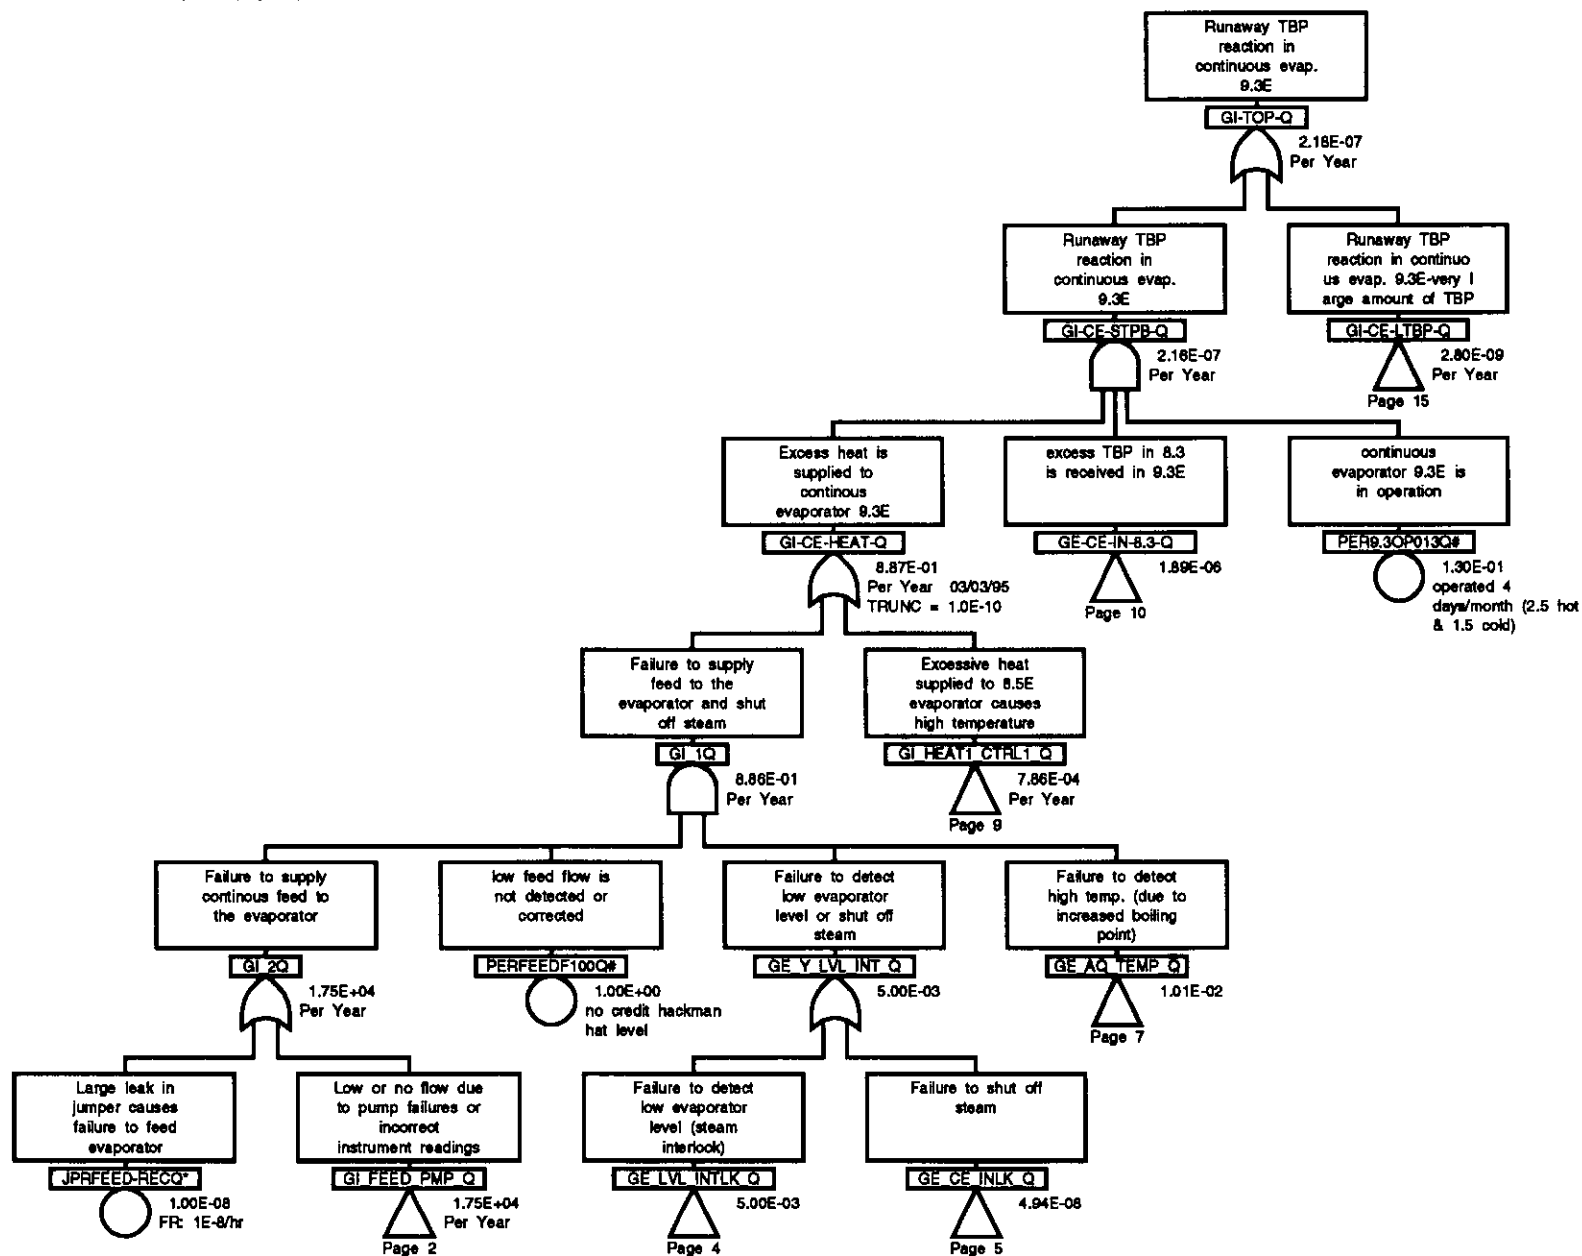 Runaway TBP
reaction in
continuous evap.
9.3E
GI-TOP-Q
2.18E-07
Per Year
Runaway TBP
reaction in
continuous evap.
9.3E
GI-CE-STPB-Q
2.16E-07
Per Year
Runaway TBP
reaction in continuo
us evap. 9.3E-very l
arge amount of TBP
GI-CE-LTBP-Q
2.80E-09
Per Year
Page 15
Excess heat is
supplied to
continous
evaporator 9.3E
GI-CE-HEAT-Q
8.87E-01
Per Year 03/03/95
TRUNC = 1.0E-10
excess TBP in 8.3
is received in 9.3E
GE-CE-IN-8.3-Q
1.89E-06
Page 10
continuous
evaporator 9.3E is
in operation
PER9.3OP013Q#
1.30E-01
operated 4
days/month (2.5 hot
& 1.5 cold)
Failure to supply
feed to the
evaporator and shut
off steam
GI_1Q
8.86E-01
Per Year
Excessive heat
supplied to 8.5E
evaporator causes
high temperature
GI_HEAT1_CTRL1_Q
7.86E-04
Per Year
Page 9
Failure to supply
continous feed to
the evaporator
GI_2Q
1.75E+04
Per Year
low feed flow is
not detected or
corrected
PERFEEDF100Q#
1.00E+00
no credit hackman
hat level
Failure to detect
low evaporator
level or shut off
steam
GE_Y_LVL_INT_Q
5.00E-03
Failure to detect
high temp. (due to
increased boiling
point)
GE_AQ_TEMP_Q
1.01E-02
Page 7
Large leak in
jumper causes
failure to feed
evaporator
JPRFEED-RECQ*
1.00E-08
FR: 1E-8/hr
Low or no flow due
to pump failures or
incorrect
instrument readings
GI_FEED_PMP_Q
1.75E+04
Per Year
Page 2
Failure to detect
low evaporator
level (steam
interlook)
GE_LVL_INTLK_Q
5.00E-03
Page 4
Failure to shut off
steam
GE_CE_INLK_Q
4.94E-08
Page 5